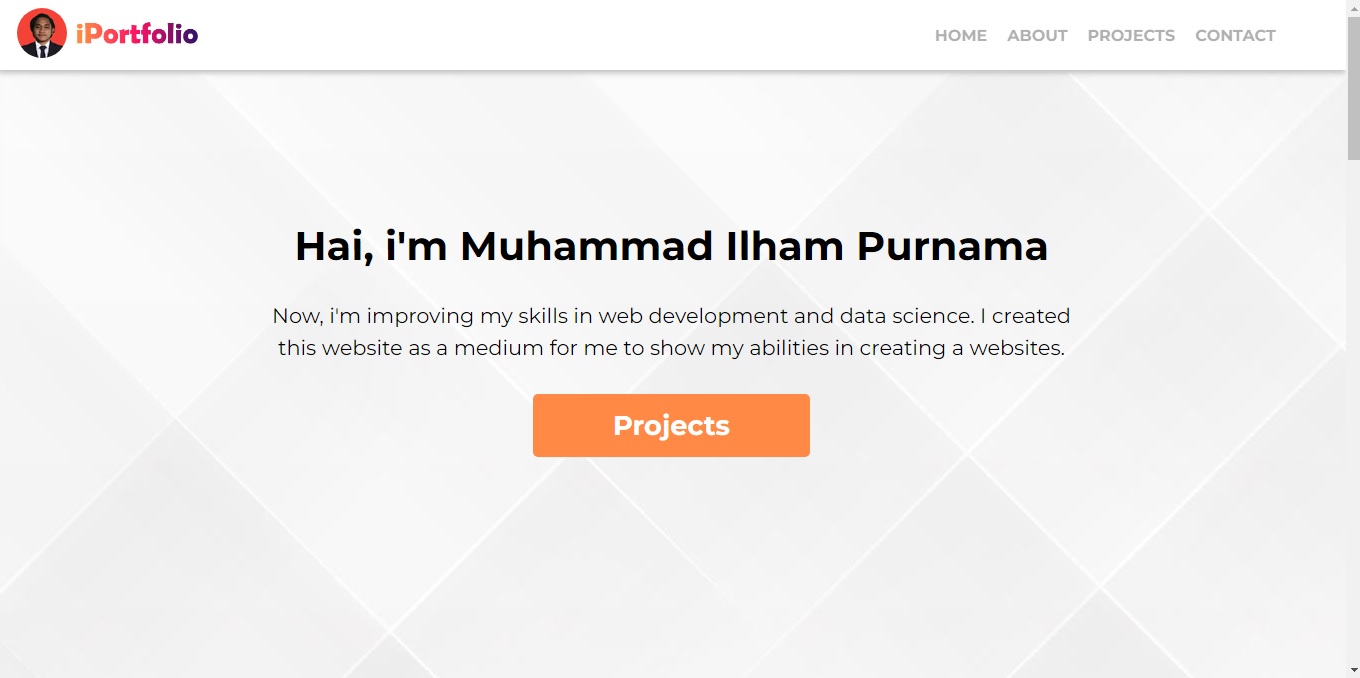 iPortfolio
HOME ABOUT PROJECTS CONTACT
Hai, i'm Muhammad Ilham Purnama
Now, i'm improving my skills in web development and data science. I created
this website as a medium for me to show my abilities in creating a websites.
Projects